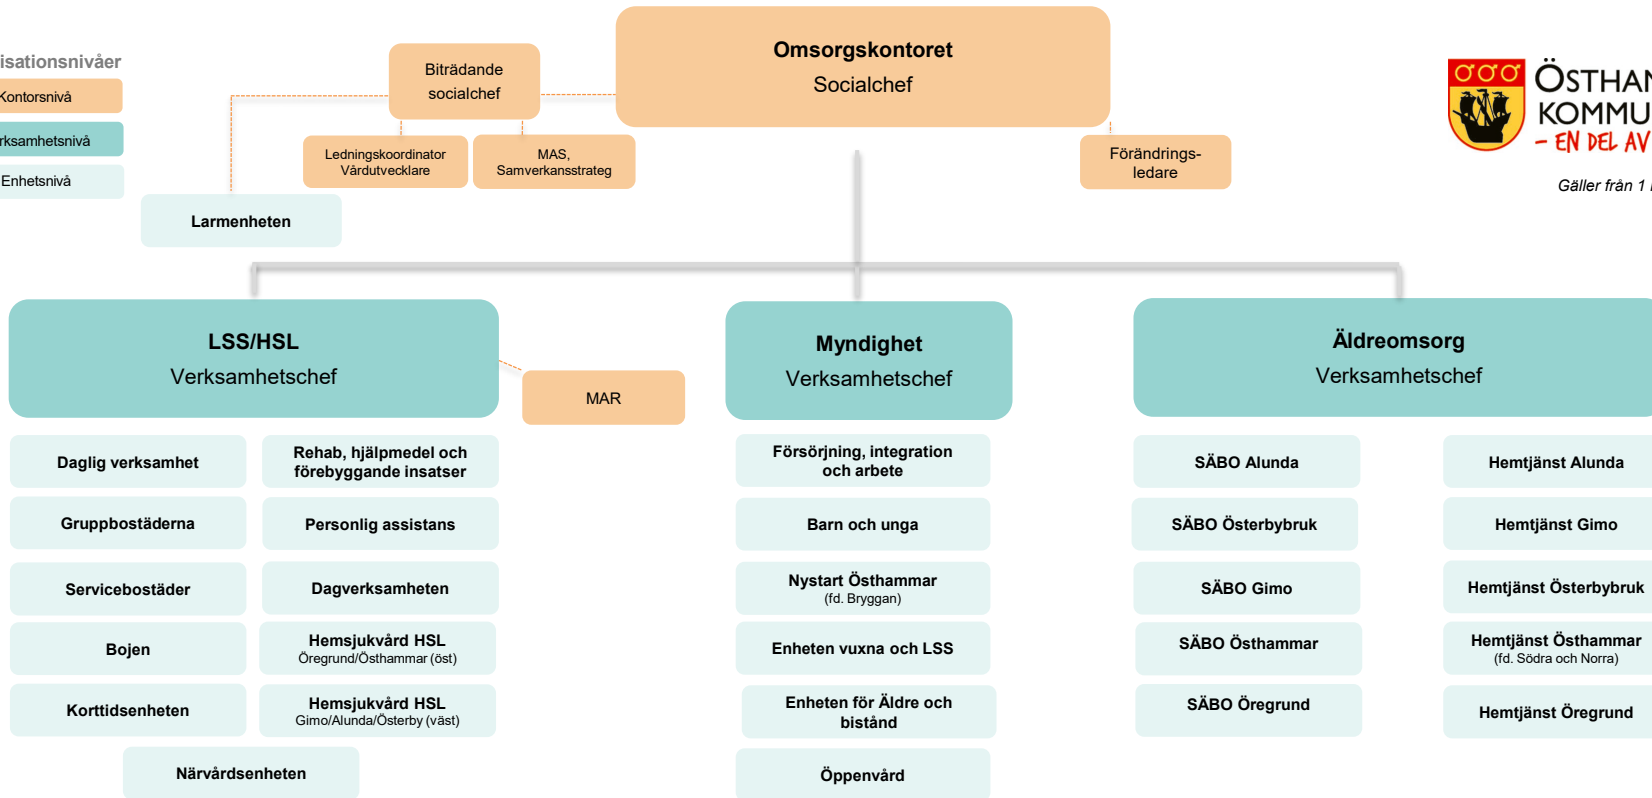 Omsorgskontoret
Socialchef
Biträdande
socialchef
isationsnivåer
Kontorsnivå
rksamhetsnivå
Enhetsnivå
Ledningskoordinator
Vårdutvecklare
MAS,
Samverkansstrateg
Förändrings-
ledare
Larmenheten
ÖSTHAN
KOMMU
– EN DEL AV
Gäller från 1
LSS/HSL
Verksamhetschef
MAR
Myndighet
Verksamhetschef
Äldreomsorg
Verksamhetschef
Daglig verksamhet
Gruppbostäderna
Servicebostäder
Bojen
Korttidsenheten
Rehab, hjälpmedel och
förebyggande insatser
Personlig assistans
Dagverksamheten
Hemsjukvård HSL
Öregrund/Östhammar (öst)
Hemsjukvård HSL
Gimo/Alunda/Österby (väst)
Närvårdsenheten
Försörjning, integration
och arbete
Barn och unga
Nystart Östhammar
(fd. Bryggan)
Enheten vuxna och LSS
Enheten för Äldre och
bistånd
Öppenvård
SÄBO Alunda
SÄBO Österbybruk
SÄBO Gimo
SÄBO Östhammar
SÄBO Öregrund
Hemtjänst Alunda
Hemtjänst Gimo
Hemtjänst Österbybruk
Hemtjänst Östhammar
(fd. Södra och Norra)
Hemtjänst Öregrund